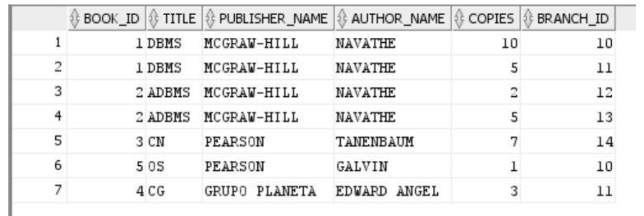 BOOK_ID TITLE PUBLISHER_NAME AUTHOR_NAME COPIES BRANCH_ID
1 1 DBMS MCGRAW-HILL NAVATHE 10 10
2 1 DBMS MCGRAW-HILL NAVATHE 5 11
3 2 ADBMS MCGRAW-HILL NAVATHE 2 12
4 2 ADBMS MCGRAW-HILL NAVATHE 5 13
5 3 CN PEARSON TANENBAUM 7 14
6 5 OS PEARSON GALVIN 1 10
7 4 CG GRUPO PLANETA EDWARD ANGEL 3 11